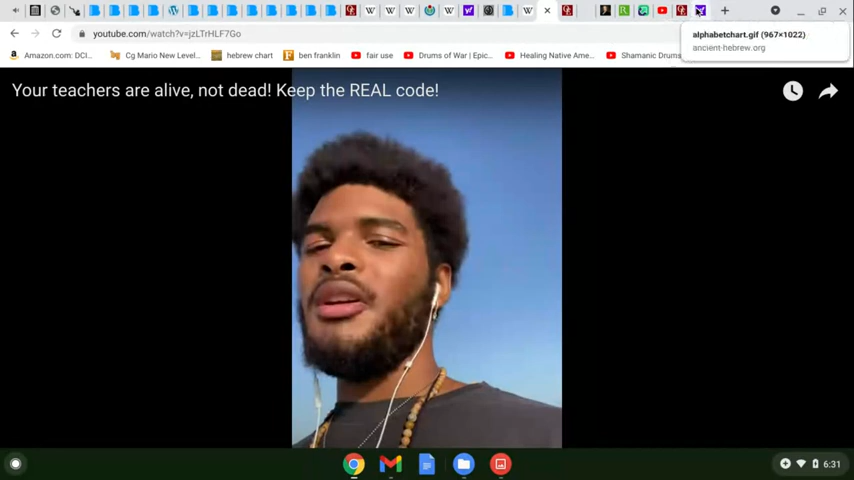 youtube.com/watch?v=jzLTrHLF7Go
alphabetchart.gif (967×1022)
ancient-hebrew.org
Amazon.com: DCI...
Cg Mario New Level...
hebrew chart
ben franklin
fair use
Drums of War | Epic...
Healing Native Ame...
Shamanic Drums
Your teachers are alive, not dead! Keep the REAL code!
6:31